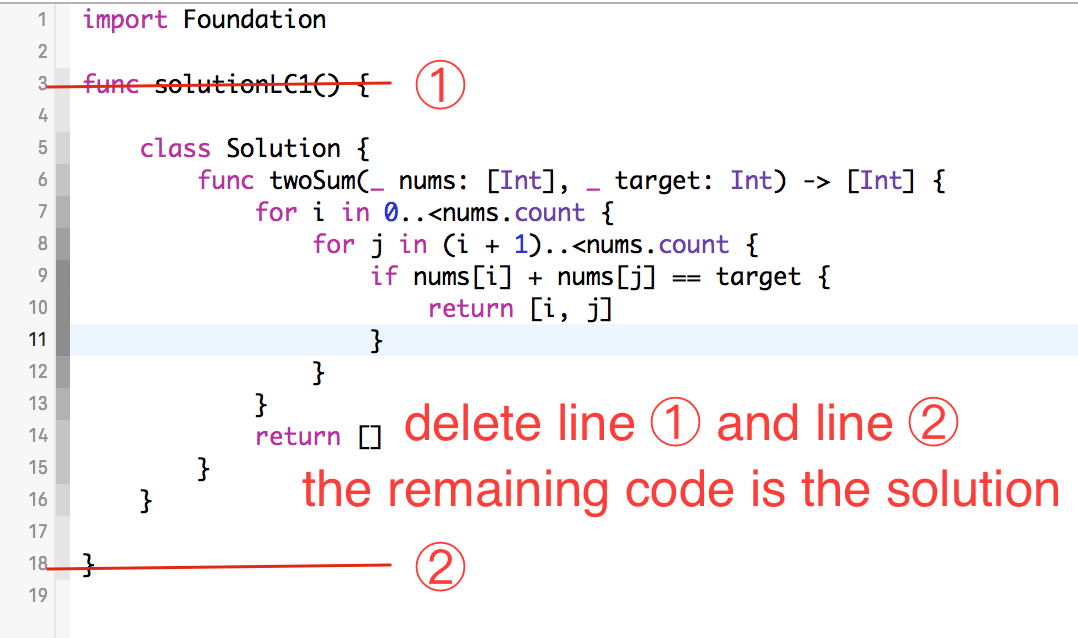 1 import Foundation
2
3 func solutionLC1() { ①
4
5 class Solution {
6 func twoSum(_ nums: [Int], _ target: Int) -> [Int] {
7 for i in 0..<nums.count {
8 for j in (i + 1)..<nums.count {
9 if nums[i] + nums[j] == target {
10 return [i, j]
11 }
12 }
13 }
14 return [] delete line ① and line ②
15 }
the remaining code is the solution
16 }
17
18 } ②
19